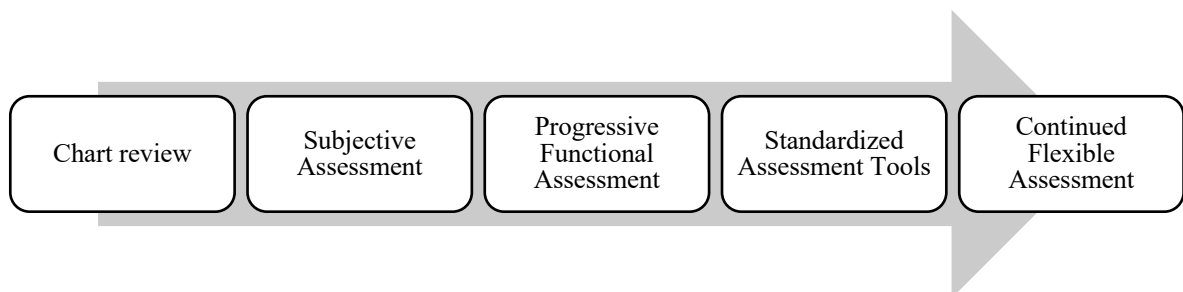 Chart review
Subjective
Assessment
Progressive
Functional
Assessment
Standardized
Assessment Tools
Continued
Flexible
Assessment